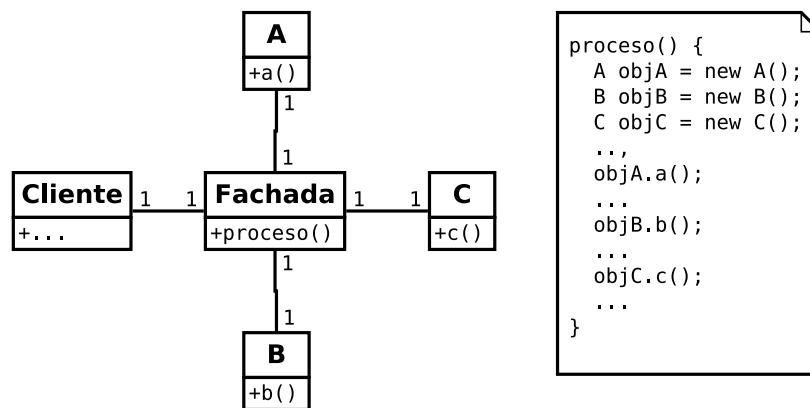 A
+a()
1
1
Cliente
+...
1
1
Fachada
+proceso()
1
1
C
+c()
1
1
B
+b()
proceso() {
A objA = new A();
B objB = new B();
C objC = new C();
..,
objA.a();
...
objB.b();
...
objC.c();
...
}